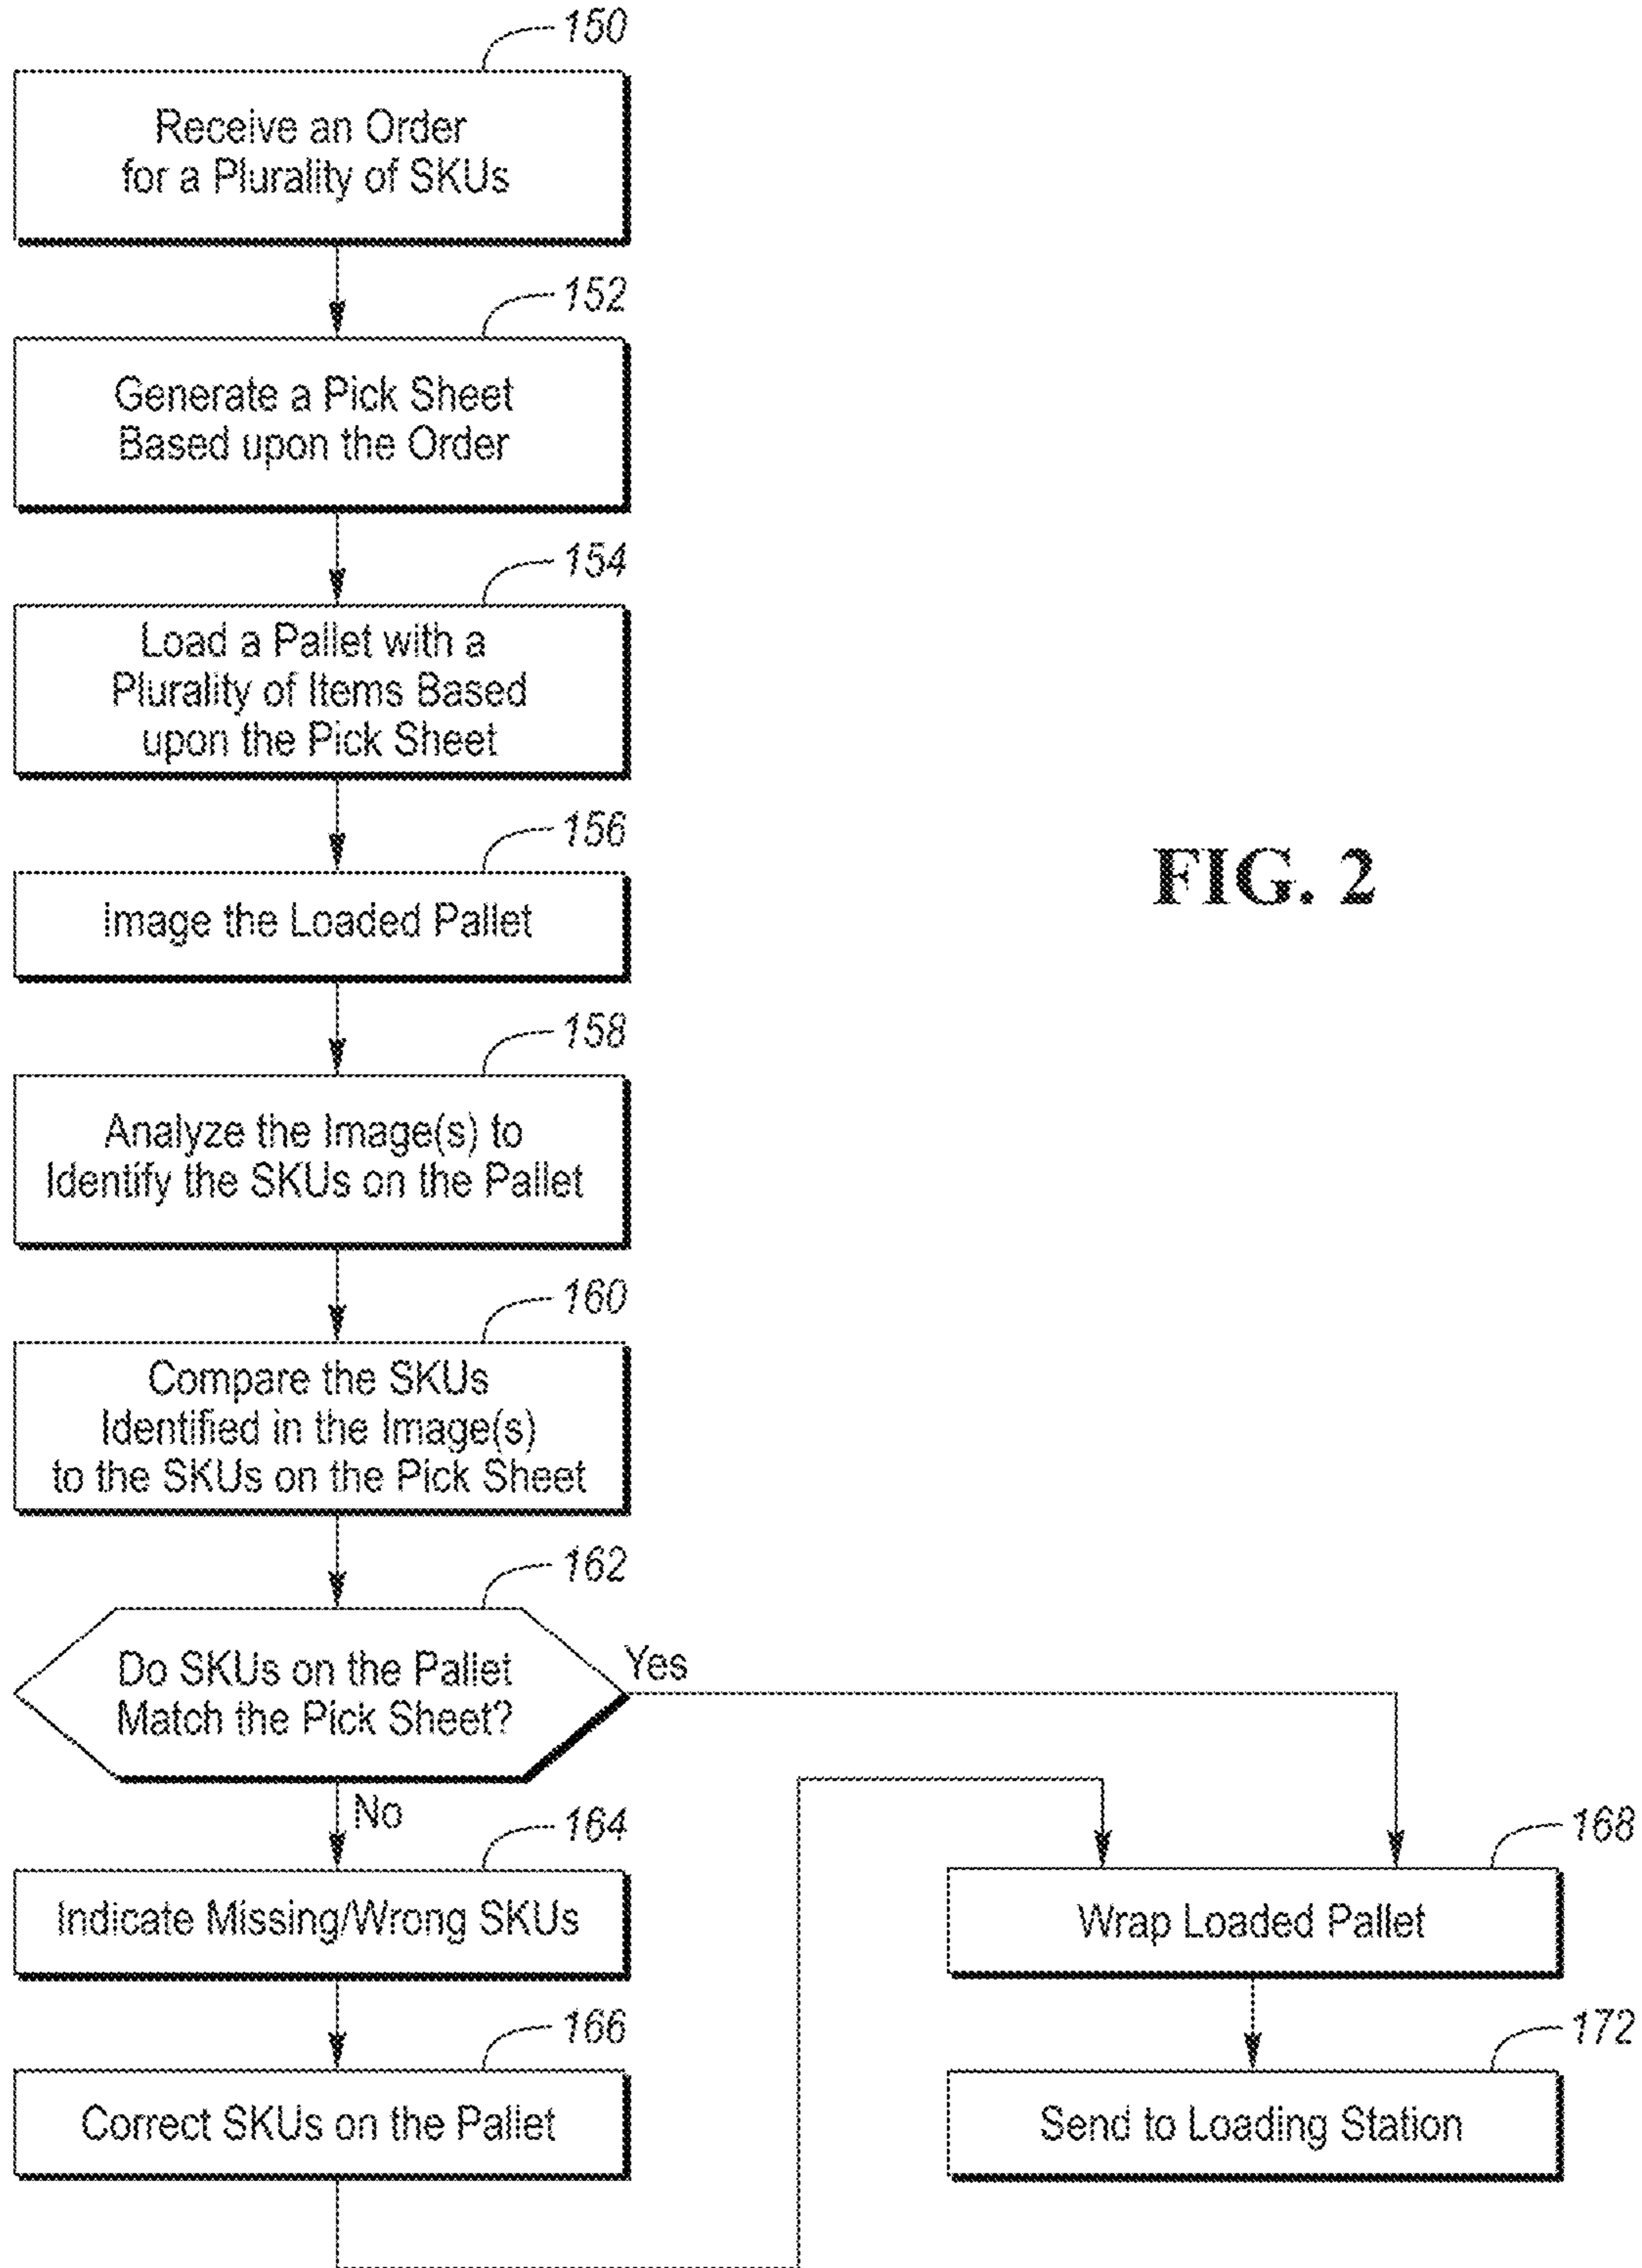 150
Receive an Order
for a Plurality of SKUs
152
Generate a Pick Sheet
Based upon the Order
154
Load a Pallet with a
Plurality of Items Based
upon the Pick Sheet
156
Image the Loaded Pallet
158
Analyze the Image(s) to
Identify the SKUs on the Pallet
160
Compare the SKUs
Identified in the Image(s)
to the SKUs on the Pick Sheet
162
Do SKUs on the Pallet
Match the Pick Sheet?
Yes
No
164
Indicate Missing/Wrong SKUs
166
Correct SKUs on the Pallet
168
Wrap Loaded Pallet
172
Send to Loading Station
FIG. 2